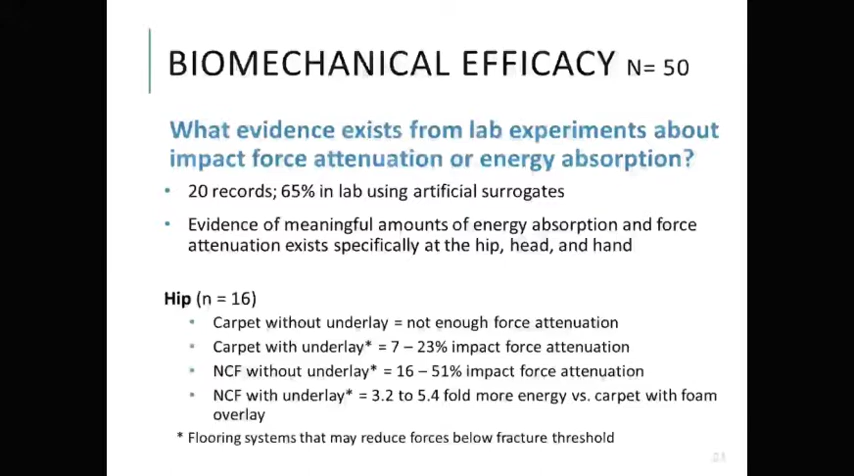 BIOMECHANICAL EFFICACY N= 50
What evidence exists from lab experiments about
impact force attenuation or energy absorption?
• 20 records; 65% in lab using artificial surrogates
• Evidence of meaningful amounts of energy absorption and force
attenuation exists specifically at the hip, head, and hand
Hip (n = 16)
• Carpet without underlay = not enough force attenuation
• Carpet with underlay* = 7 – 23% impact force attenuation
• NCF without underlay* = 16 – 51% impact force attenuation
• NCF with underlay* = 3.2 to 5.4 fold more energy vs. carpet with foam
overlay
* Flooring systems that may reduce forces below fracture threshold